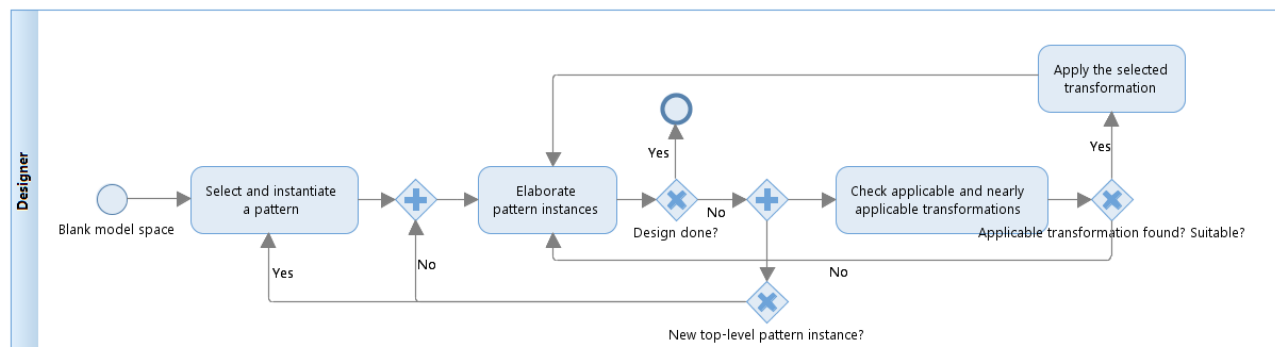 Designer
Blank model space
Select and instantiate
a pattern
Elaborate
pattern instances
Yes
Design done?
No
Check applicable and nearly
applicable transformations
Apply the selected
transformation
Yes
Applicable transformation found? Suitable?
No
Yes
No
New top-level pattern instance?